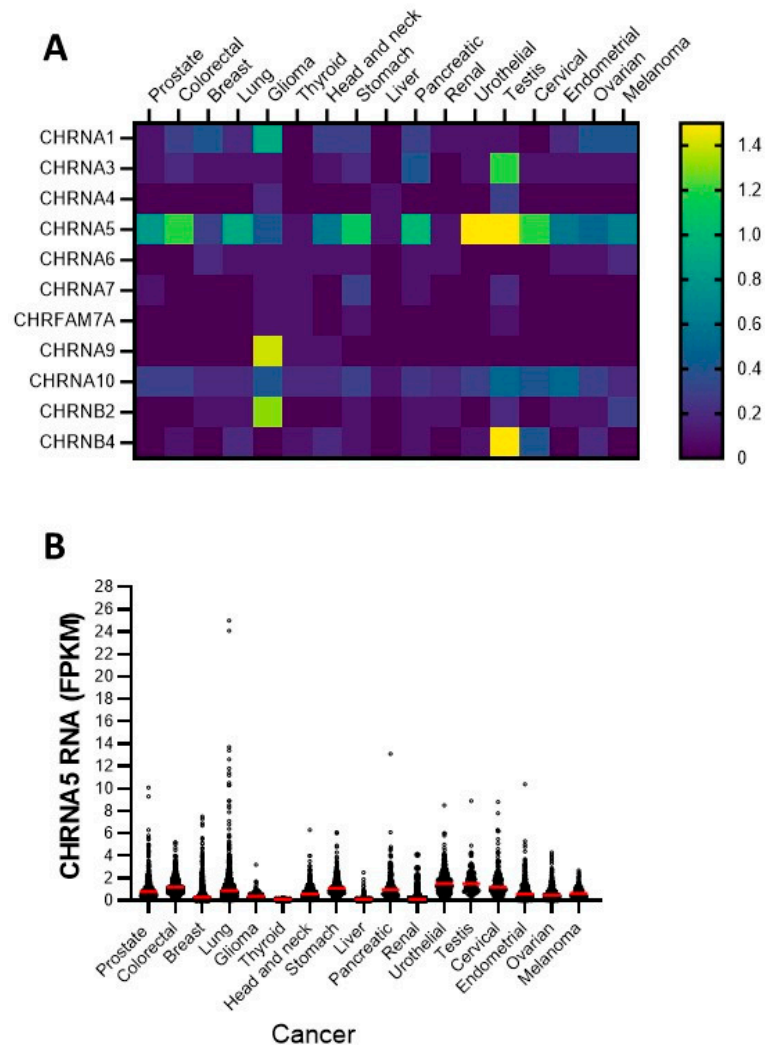 A
Prostate
Colorectal
Breast
Lung
Glioma
Thyroid
Head and neck
Stomach
Liver
Pancreatic
Renal
Urothelial
Testis
Cervical
Endometrial
Ovarian
Melanoma
CHRNA1
CHRNA3
CHRNA4
CHRNA5
CHRNA6
CHRNA7
CHRFAM7A
CHRNA9
CHRNA10
CHRNB2
CHRNB4
1.4
1.2
1.0
0.8
0.6
0.4
0.2
0
B
CHRNA5 RNA (FPKM)
28
26
24
22
20
18
16
14
12
10
8
6
4
2
0
Prostate
Colorectal
Breast
Lung
Glioma
Thyroid
Head and neck
Stomach
Liver
Pancreatic
Renal
Urothelial
Testis
Cervical
Endometrial
Ovarian
Melanoma
Cancer